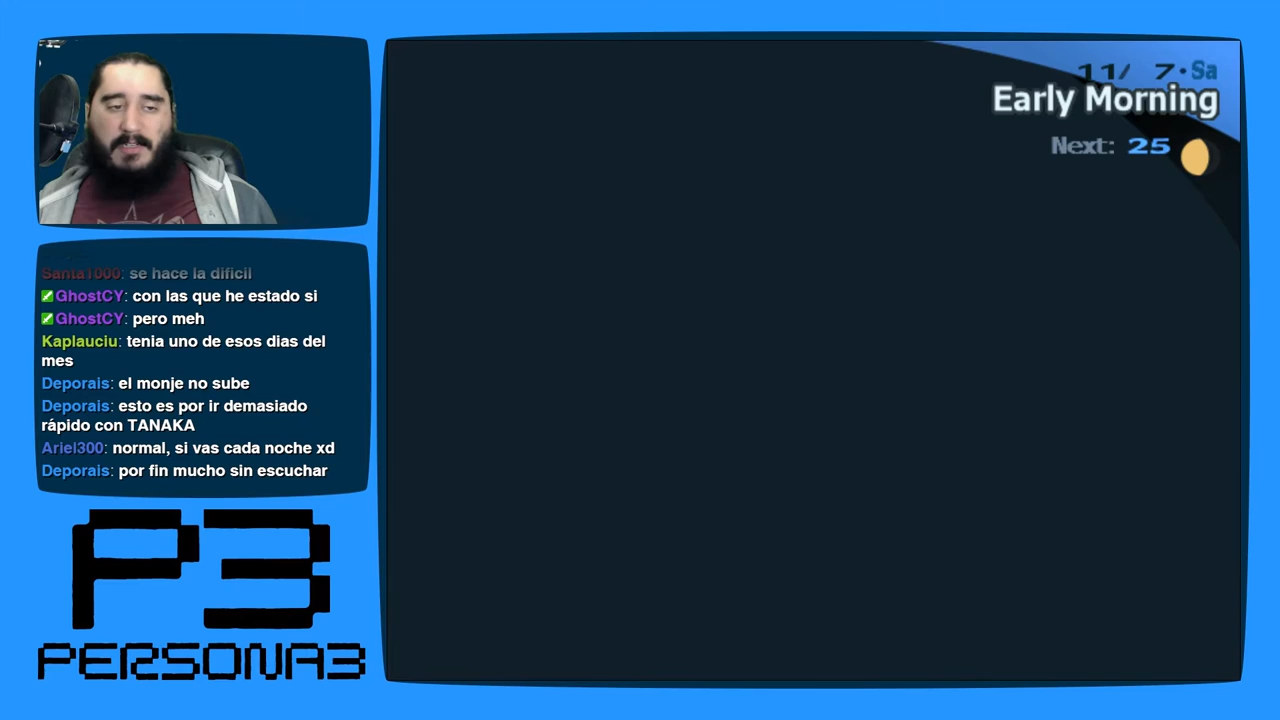 11/ 7・Sa
Early Morning
Next: 25
Santa1000: se hace la dificil
GhostCY: con las que he estado si
GhostCY: pero meh
Kaplauciu: tenia uno de esos dias del
mes
Deporais: el monje no sube
Deporais: esto es por ir demasiado
rápido con TANAKA
Ariel300: normal, si vas cada noche xd
Deporais: por fin mucho sin escuchar
P3
PERSONA3